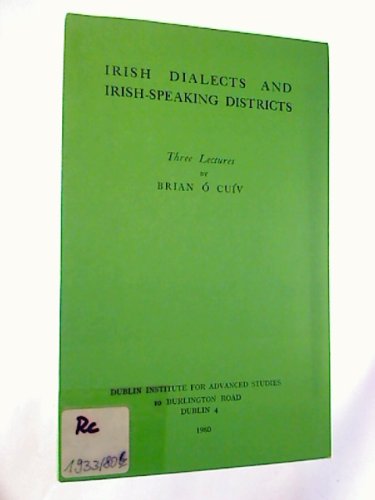 IRISH DIALECTS AND
IRISH-SPEAKING DISTRICTS
Three Lectures
BY
BRIAN Ó CUÍV
DUBLIN INSTITUTE FOR ADVANCED STUDIES
10 BURLINGTON ROAD
DUBLIN 4
1980
Rc